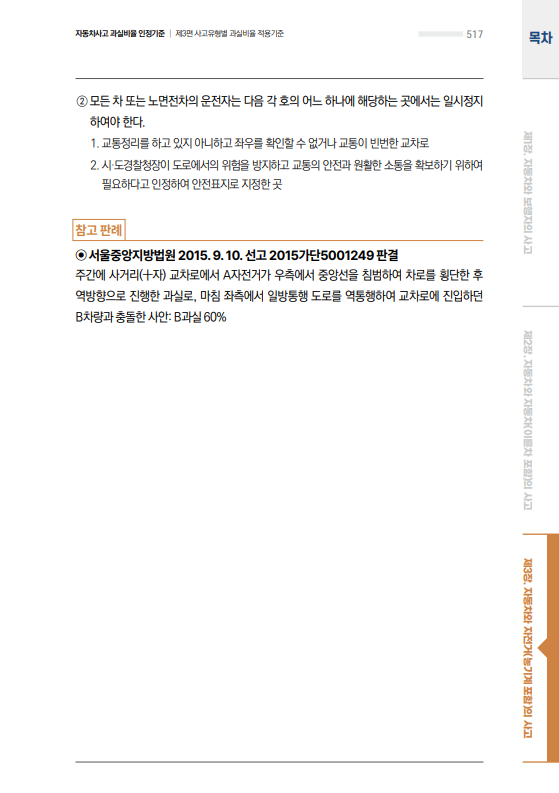 자동차사고 과실비율 인정기준 | 제3편 사고유형별 과실비율 적용기준
517
목차
② 모든 차 또는 노면전차의 운전자는 다음 각 호의 어느 하나에 해당하는 곳에서는 일시정지
하여야 한다.
1. 교통정리를 하고 있지 아니하고 좌우를 확인할 수 없거나 교통이 빈번한 교차로
2. 시·도경찰청장이 도로에서의 위험을 방지하고 교통의 안전과 원활한 소통을 확보하기 위하여
필요하다고 인정하여 안전표지로 지정한 곳
참고 판례
◉ 서울중앙지방법원 2015. 9. 10. 선고 2015가단5001249 판결
주간에 사거리(十자) 교차로에서 A자전거가 우측에서 중앙선을 침범하여 차로를 횡단한 후
역방향으로 진행한 과실로, 마침 좌측에서 일방통행 도로를 역통행하여 교차로에 진입하던
B차량과 충돌한 사안: B과실 60%
제1장. 자동차와 보행자의 사고
제2장. 자동차와 자동차(이륜차 포함)의 사고
제3장. 자동차와 자전거(농기계 포함)의 사고